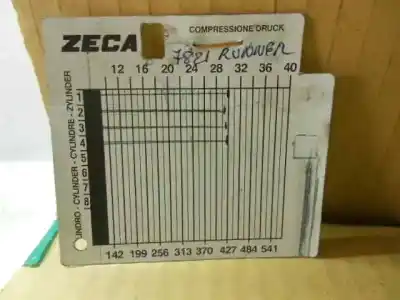 ZECA
COMPRESSIONE/DRUCK
RUNNER
12 16 20 24 28 32 36 40
LINDRO - CYLINDER - CYLINDRE - ZYLINDER
1
2
3
4
5
6
7
8
142 199 256 313 370 427 484 541